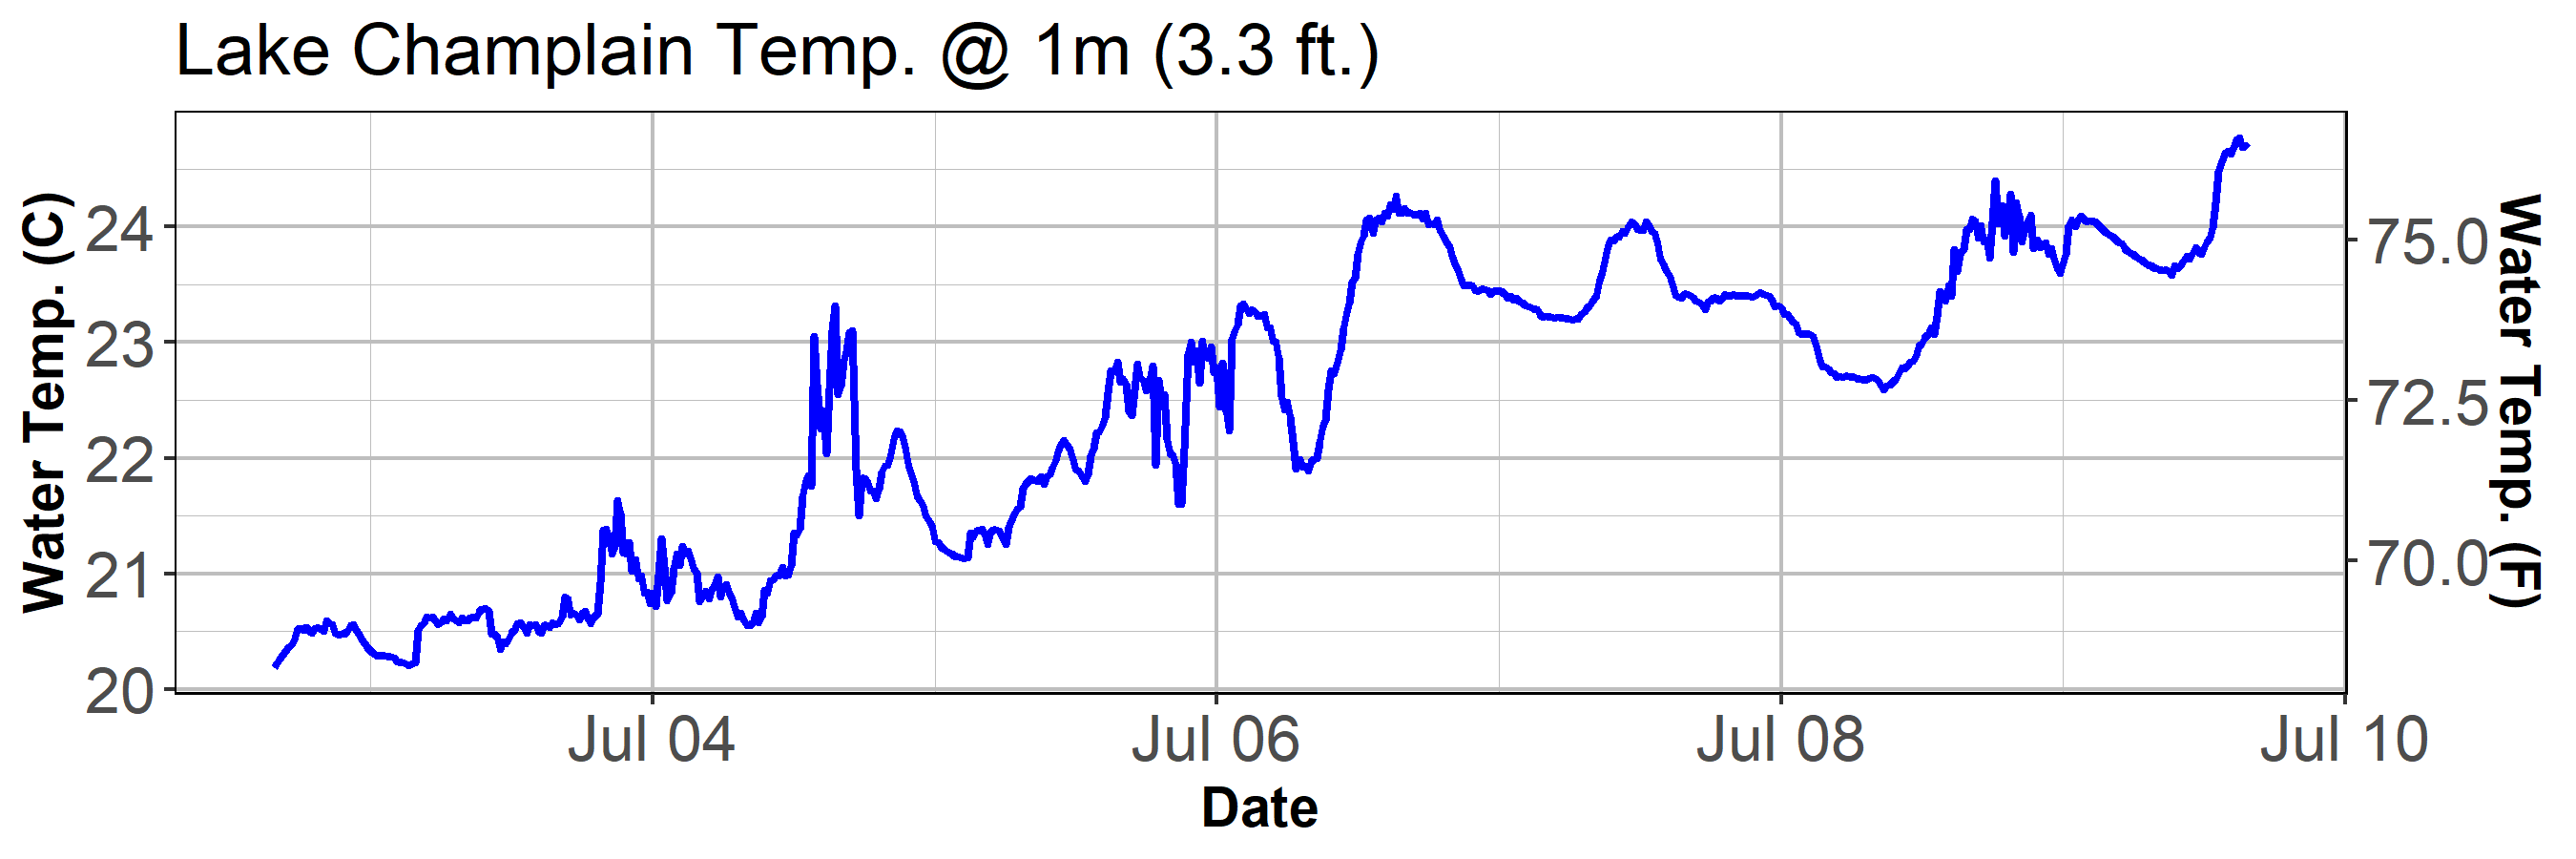 Lake Champlain Temp. @ 1m (3.3 ft.)
Water Temp. (C)
24
23
22
21
20
75.0
72.5
70.0
Water Temp. (F)
Jul 04
Jul 06
Jul 08
Jul 10
Date